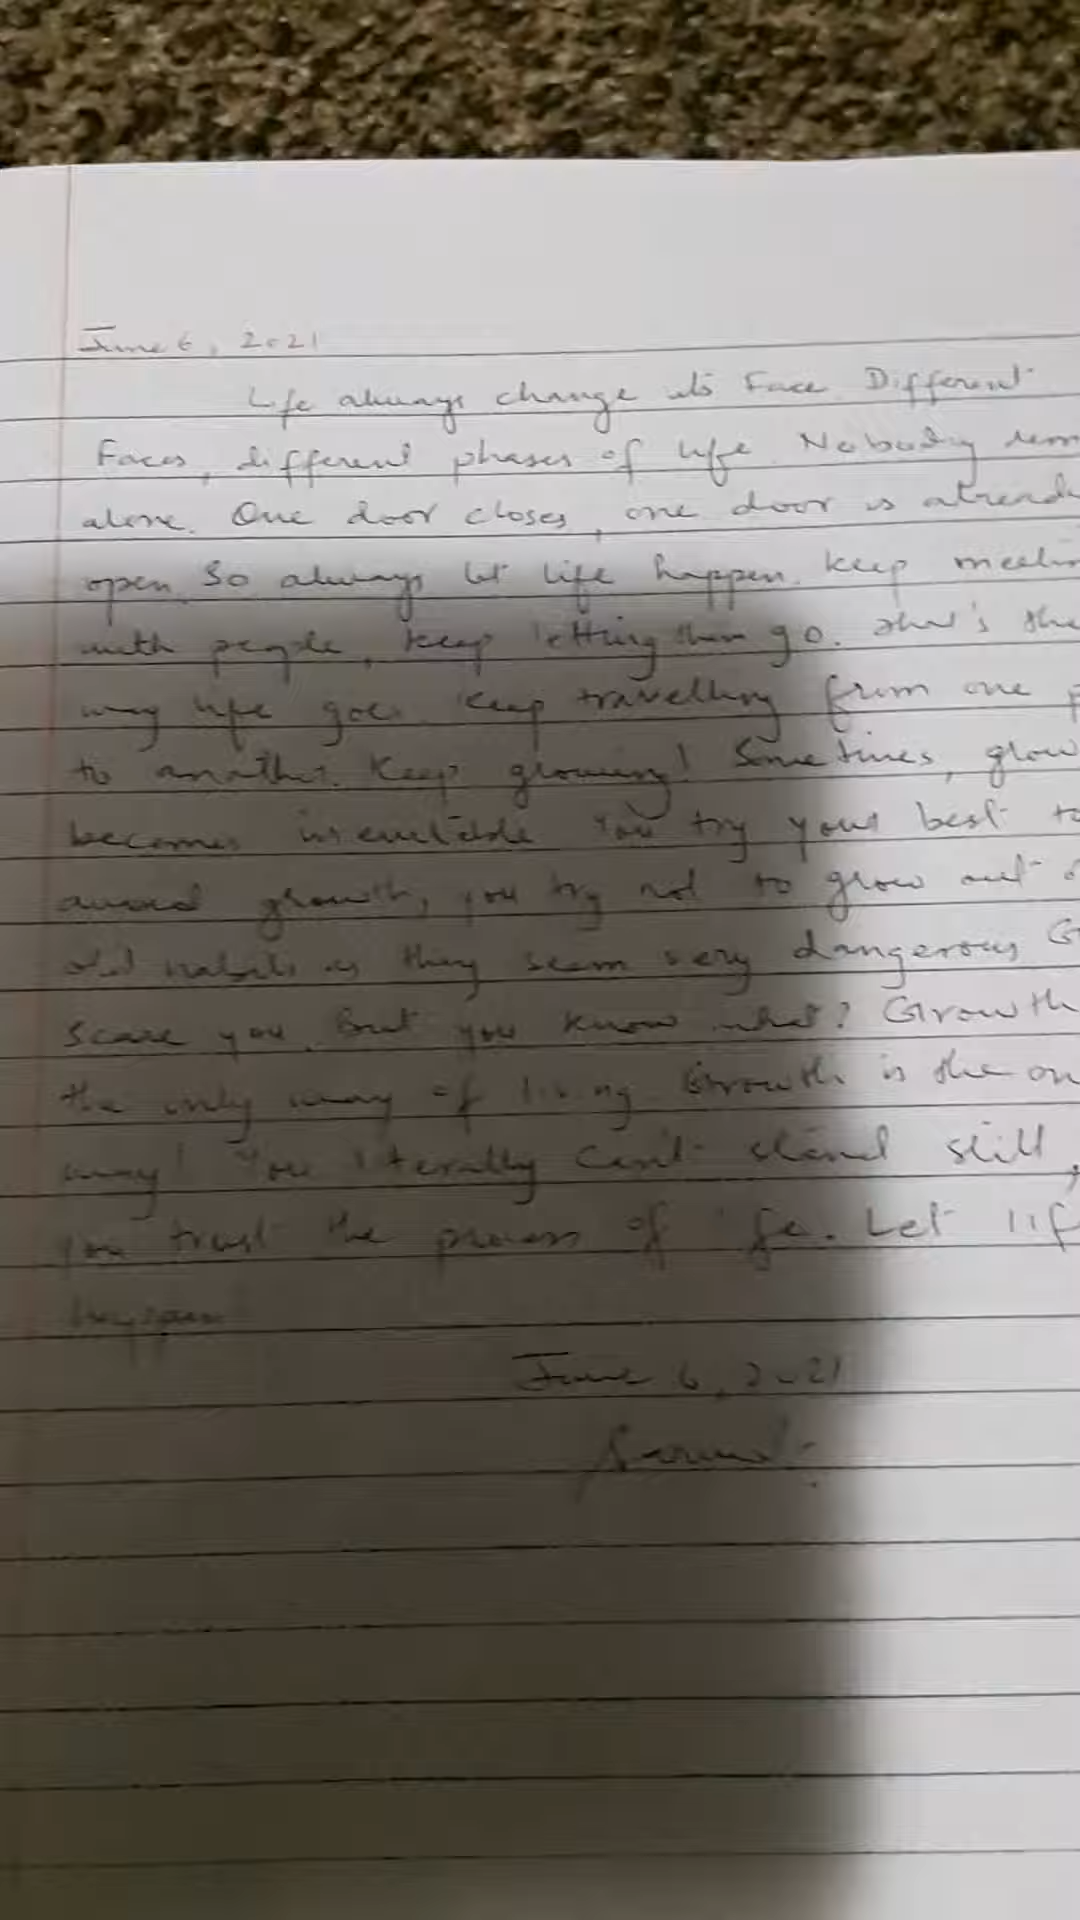 June 6, 2021
Life always change its Face. Different
Faces, different phases of life. Nobody
alone. One door closes, one door is
open. So always let life happen. Keep
with people, keep letting them go. That's the
way life goes. Keep travelling from one
to another. Keep growing! Sometimes,
becomes inevitable. You try your best to
avoid growth, you try not to grow out
old habits as they seem very dangerous.
scare you. But you know what? Growth
the only way of living. Growth is the
way! You literally can't stand still,
you trust the process of life. Let
happen
June 6, 2021